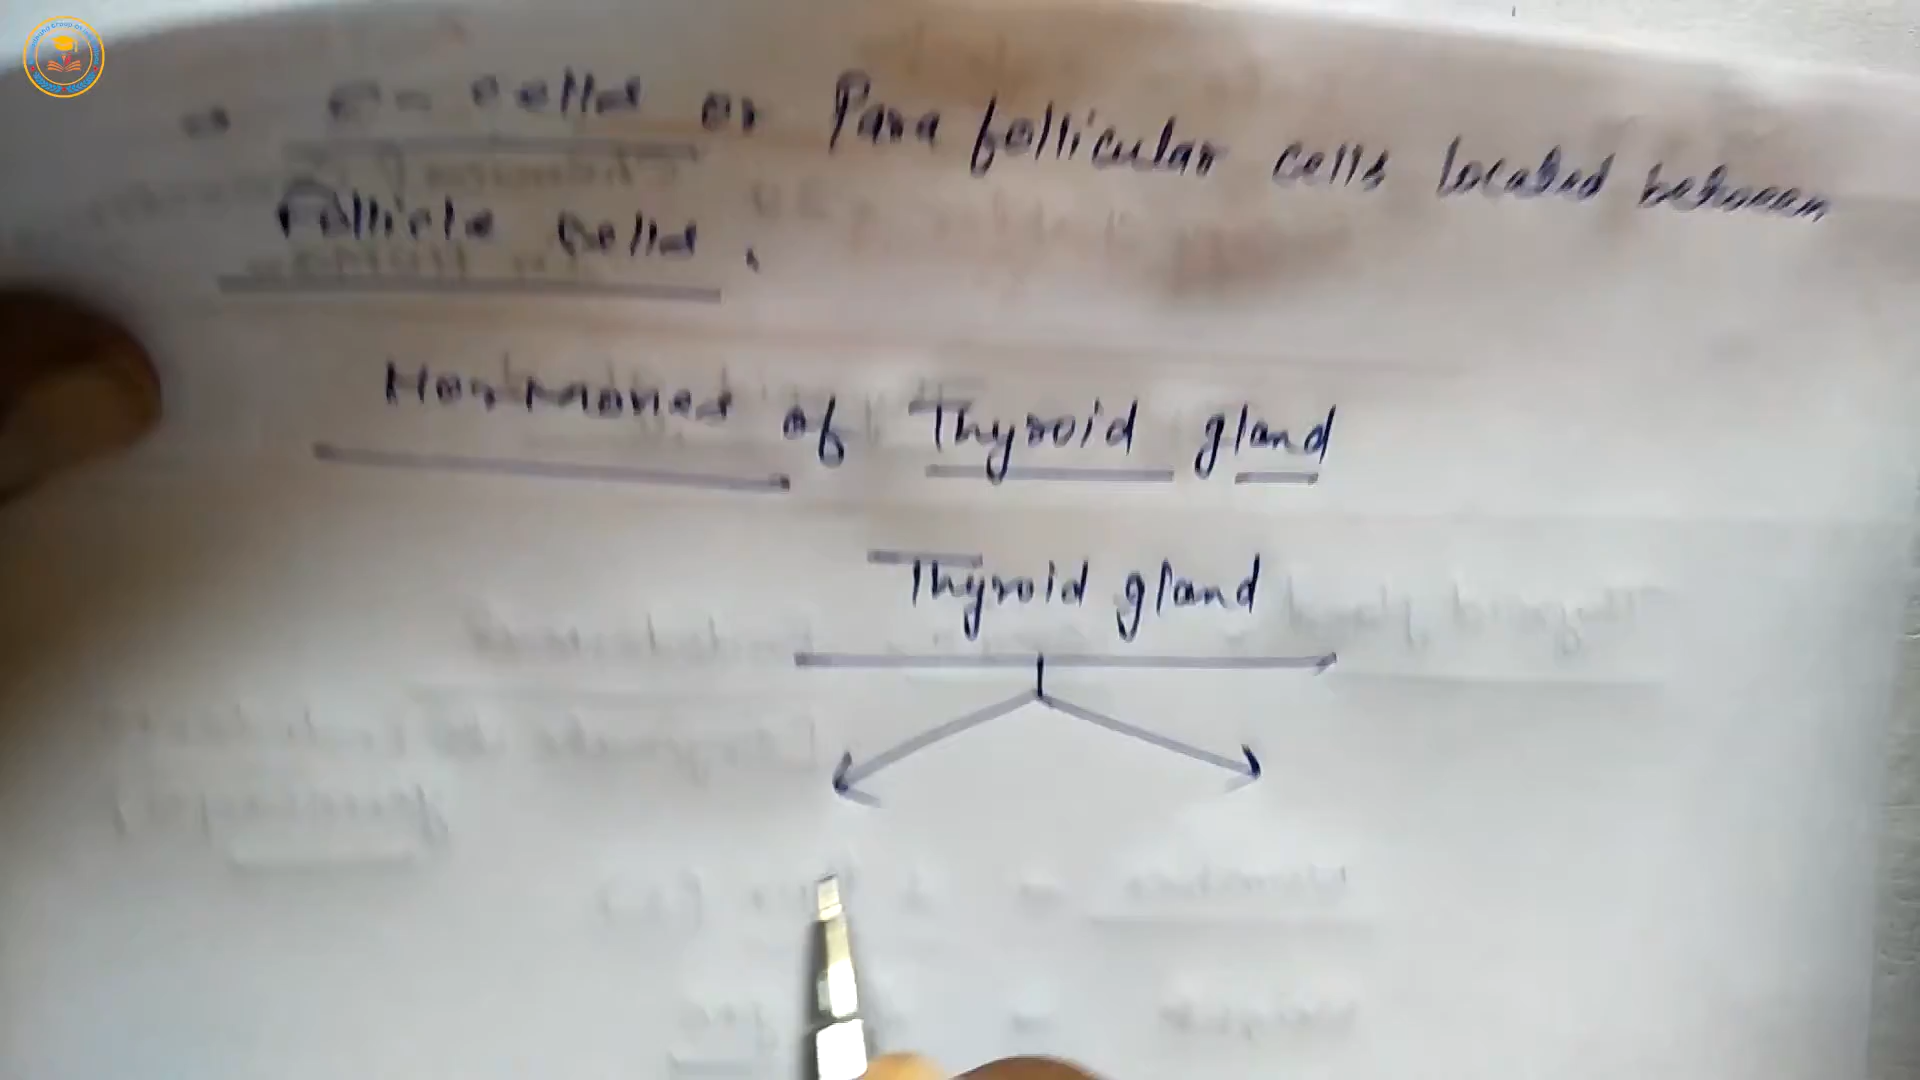 ⇒ C- cells or Para follicular cells located between
Follicle cells.
Hormones of Thyroid gland
Thyroid gland